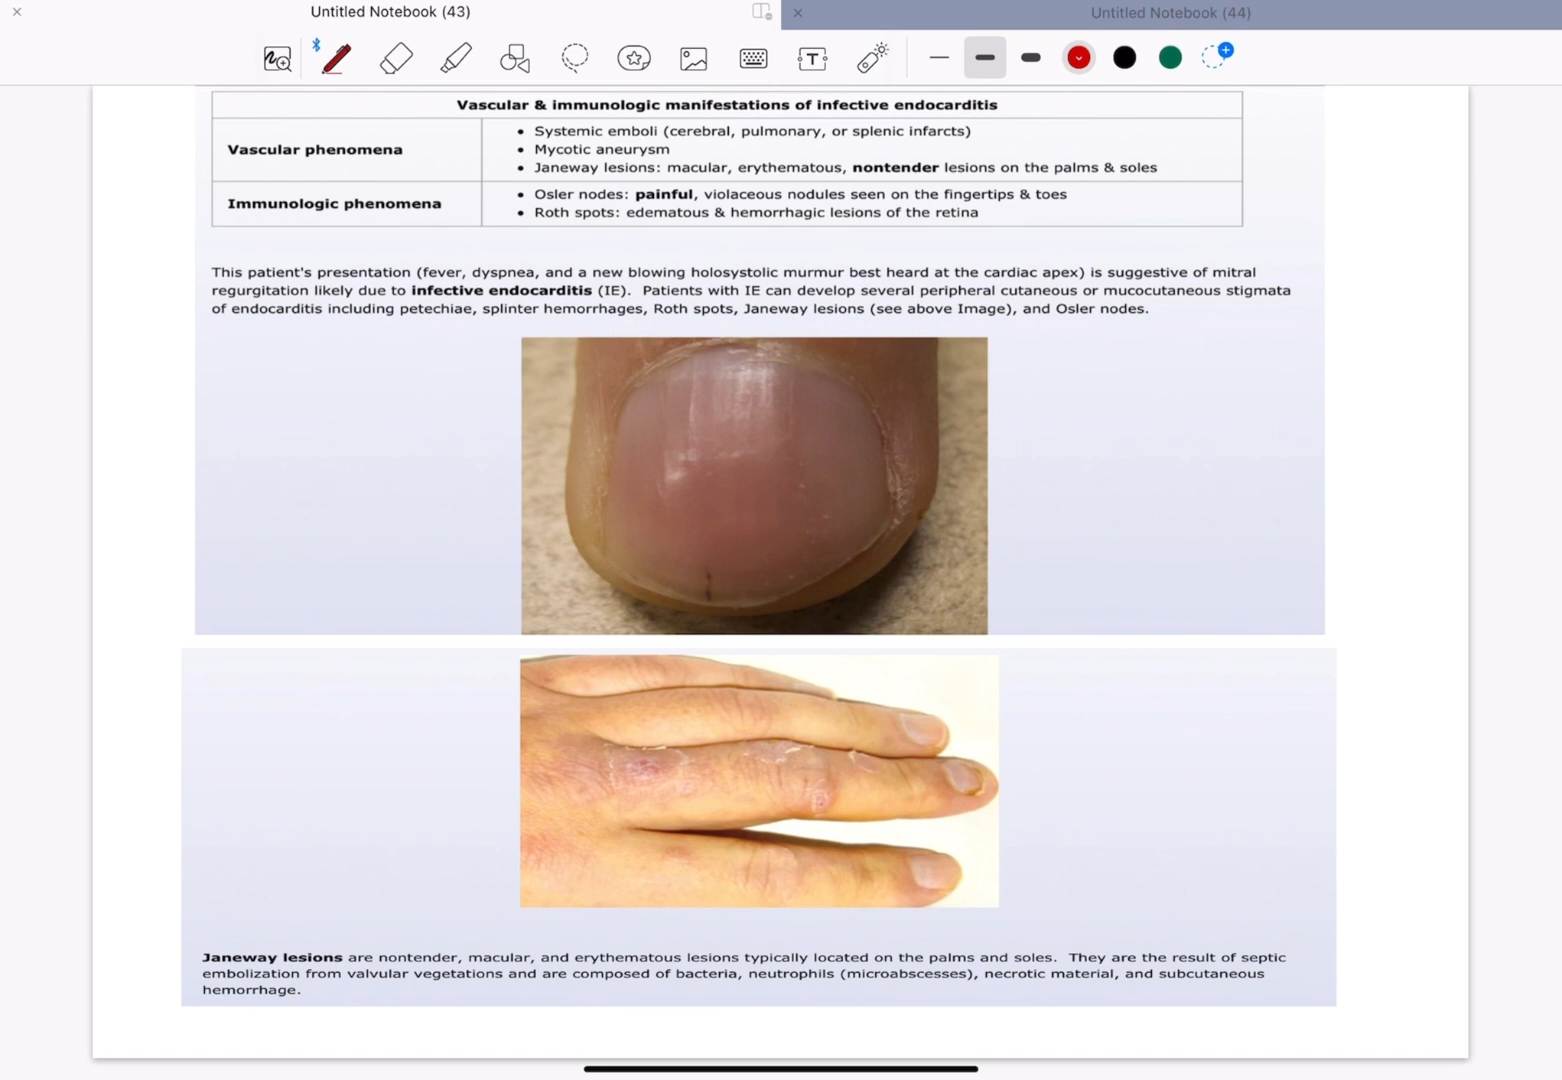 Untitled Notebook (43)
Untitled Notebook (44)
T
Vascular & immunologic manifestations of infective endocarditis
Vascular phenomena
• Systemic emboli (cerebral, pulmonary, or splenic infarcts)
• Mycotic aneurysm
• Janeway lesions: macular, erythematous, nontender lesions on the palms & soles
Immunologic phenomena
• Osler nodes: painful, violaceous nodules seen on the fingertips & toes
• Roth spots: edematous & hemorrhagic lesions of the retina
This patient's presentation (fever, dyspnea, and a new blowing holosystolic murmur best heard at the cardiac apex) is suggestive of mitral
regurgitation likely due to infective endocarditis (IE). Patients with IE can develop several peripheral cutaneous or mucocutaneous stigmata
of endocarditis including petechiae, splinter hemorrhages, Roth spots, Janeway lesions (see above Image), and Osler nodes.
Janeway lesions are nontender, macular, and erythematous lesions typically located on the palms and soles. They are the result of septic
embolization from valvular vegetations and are composed of bacteria, neutrophils (microabscesses), necrotic material, and subcutaneous
hemorrhage.